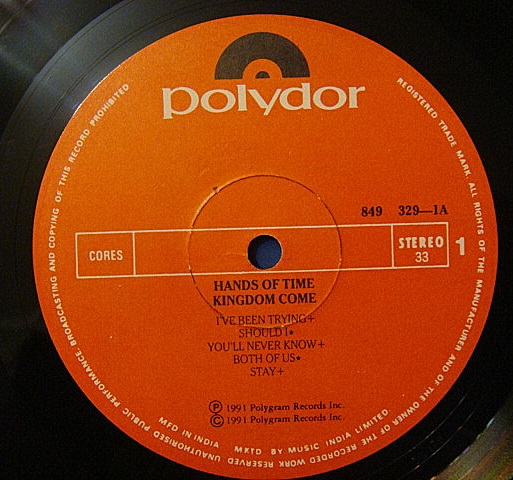 polydor
849 329—1A
CORES
STEREO
33
1
HANDS OF TIME
KINGDOM COME
I'VE BEEN TRYING+
SHOULD I★
YOU'LL NEVER KNOW+
BOTH OF US★
STAY+
Ⓟ 1991 Polygram Records Inc.
Ⓒ 1991 Polygram Records Inc.
MFD IN INDIA MKTD BY MUSIC INDIA LIMITED
REGISTERED TRADE MARK. ALL RIGHTS OF THE MANUFACTURER AND OF THE OWNER OF THE RECORDED WORK RESERVED UNAUTHORISED PUBLIC PERFORMANCE BROADCASTING AND COPYING OF THIS RECORD PROHIBITED